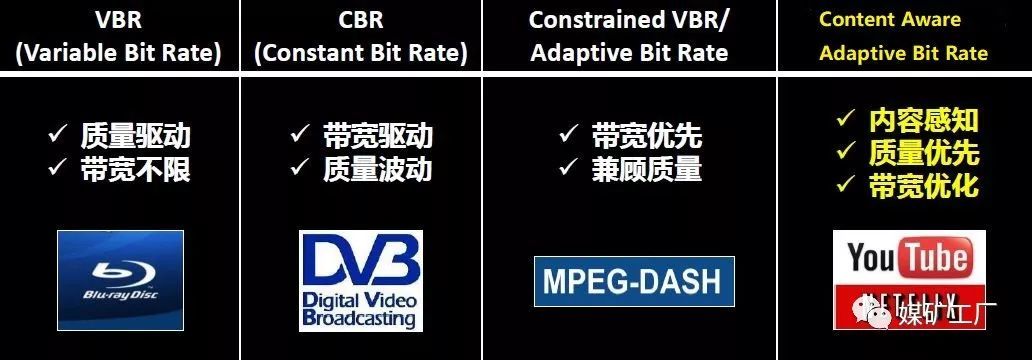 VBR
(Variable Bit Rate)
CBR
(Constant Bit Rate)
Constrained VBR/
Adaptive Bit Rate
Content Aware
Adaptive Bit Rate
✓ 质量驱动
✓ 带宽不限
✓ 带宽驱动
✓ 质量波动
✓ 带宽优先
✓ 兼顾质量
✓ 内容感知
✓ 质量优先
✓ 带宽优化
Blu-ray Disc
DVB
Digital Video
Broadcasting
MPEG-DASH
YouTube
NETFLIX
媒矿工厂